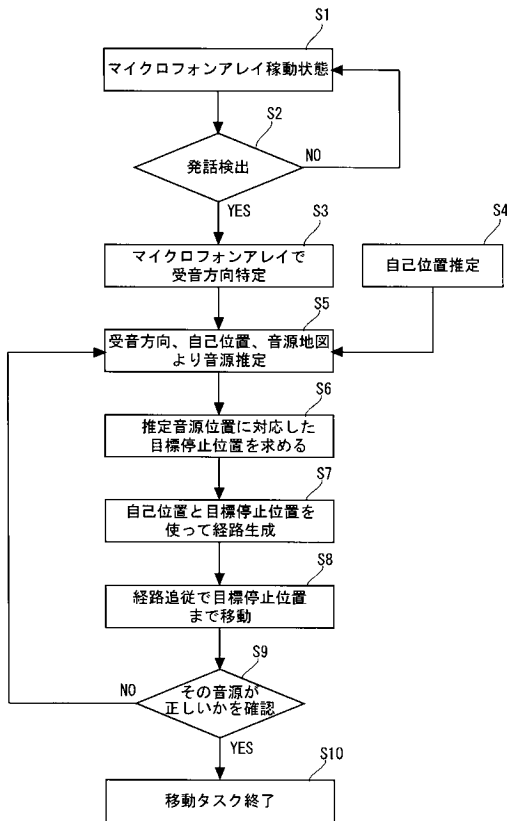 S1
マイクロフォンアレイ稼動状態
S2
発話検出
NO
YES
S3
マイクロフォンアレイで
受音方向特定
S4
自己位置推定
S5
受音方向、自己位置、音源地図
より音源推定
S6
推定音源位置に対応した
目標停止位置を求める
S7
自己位置と目標停止位置を
使って経路生成
S8
経路追従で目標停止位置
まで移動
S9
その音源が
正しいかを確認
NO
YES
S10
移動タスク終了